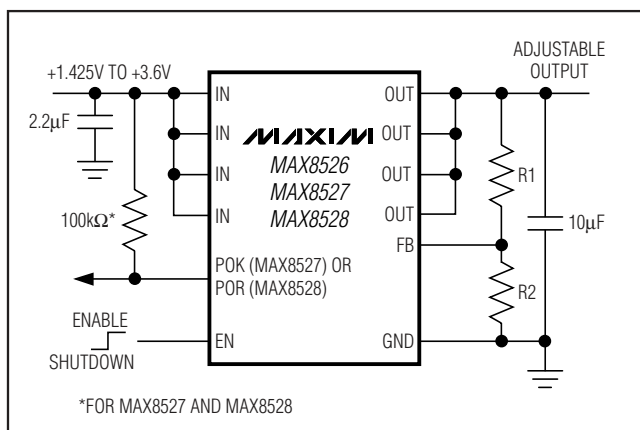 +1.425V TO +3.6V
2.2µF
100kΩ*
ENABLE
SHUTDOWN
IN
IN
IN
IN
MAXIM
MAX8526
MAX8527
MAX8528
POK (MAX8527) OR
POR (MAX8528)
EN
OUT
OUT
OUT
OUT
FB
GND
ADJUSTABLE
OUTPUT
R1
R2
10µF
*FOR MAX8527 AND MAX8528